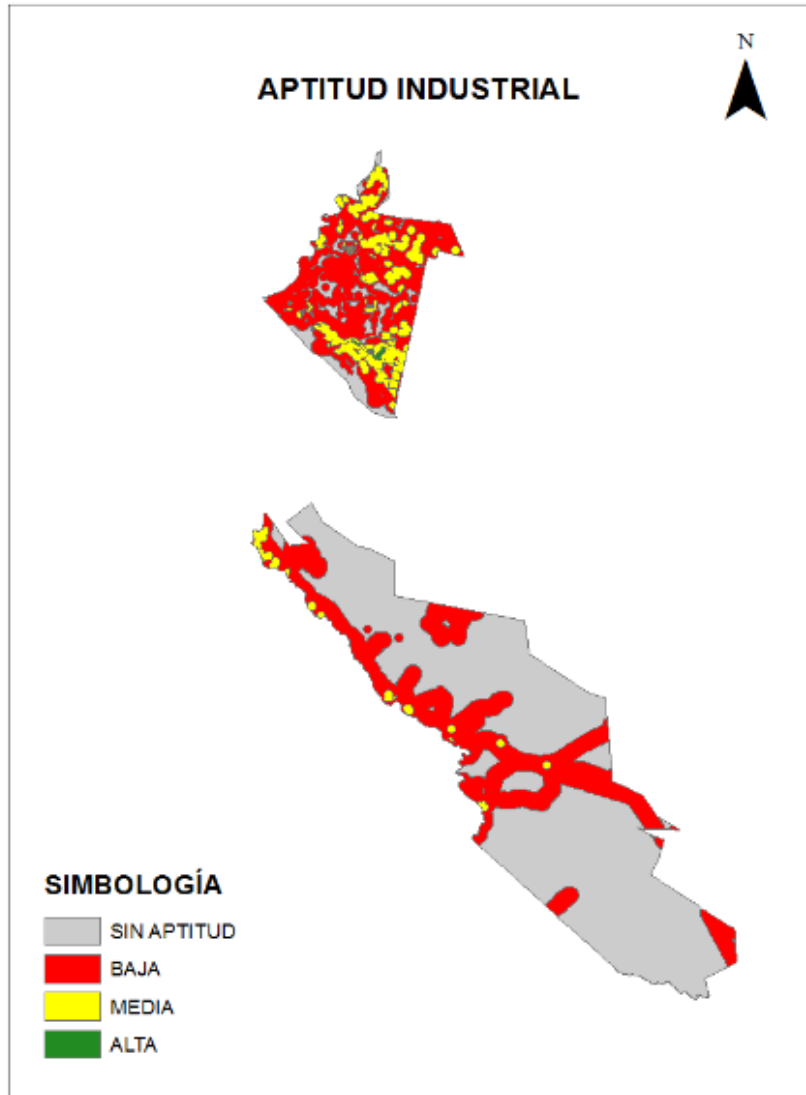 N
APTITUD INDUSTRIAL
SIMBOLOGÍA
SIN APTITUD
BAJA
MEDIA
ALTA